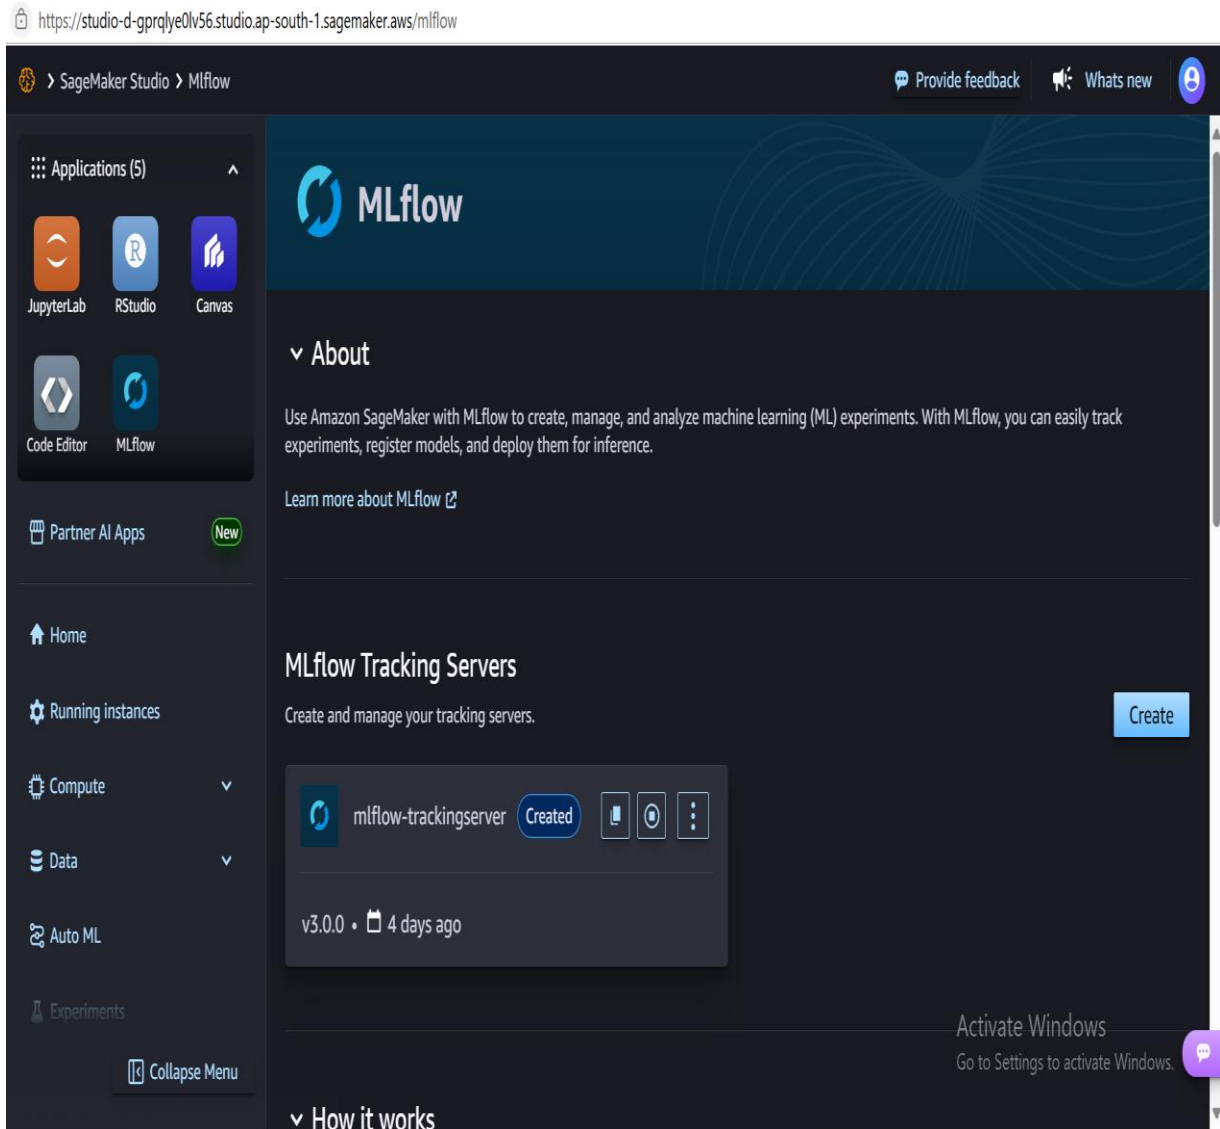 https://studio-d-gprqlye0lv56.studio.ap-south-1.sagemaker.aws/mlflow
SageMaker Studio
Mlflow
Provide feedback
Whats new
Applications (5)
JupyterLab
RStudio
Canvas
Code Editor
MLflow
Partner AI Apps
New
Home
Running instances
Compute
Data
Auto ML
Experiments
Collapse Menu
MLflow
About
Use Amazon SageMaker with MLflow to create, manage, and analyze machine learning (ML) experiments. With MLflow, you can easily track
experiments, register models, and deploy them for inference.
Learn more about MLflow
MLflow Tracking Servers
Create and manage your tracking servers.
Create
mlflow-trackingserver
Created
v3.0.0 • 4 days ago
Activate Windows
Go to Settings to activate Windows.
How it works